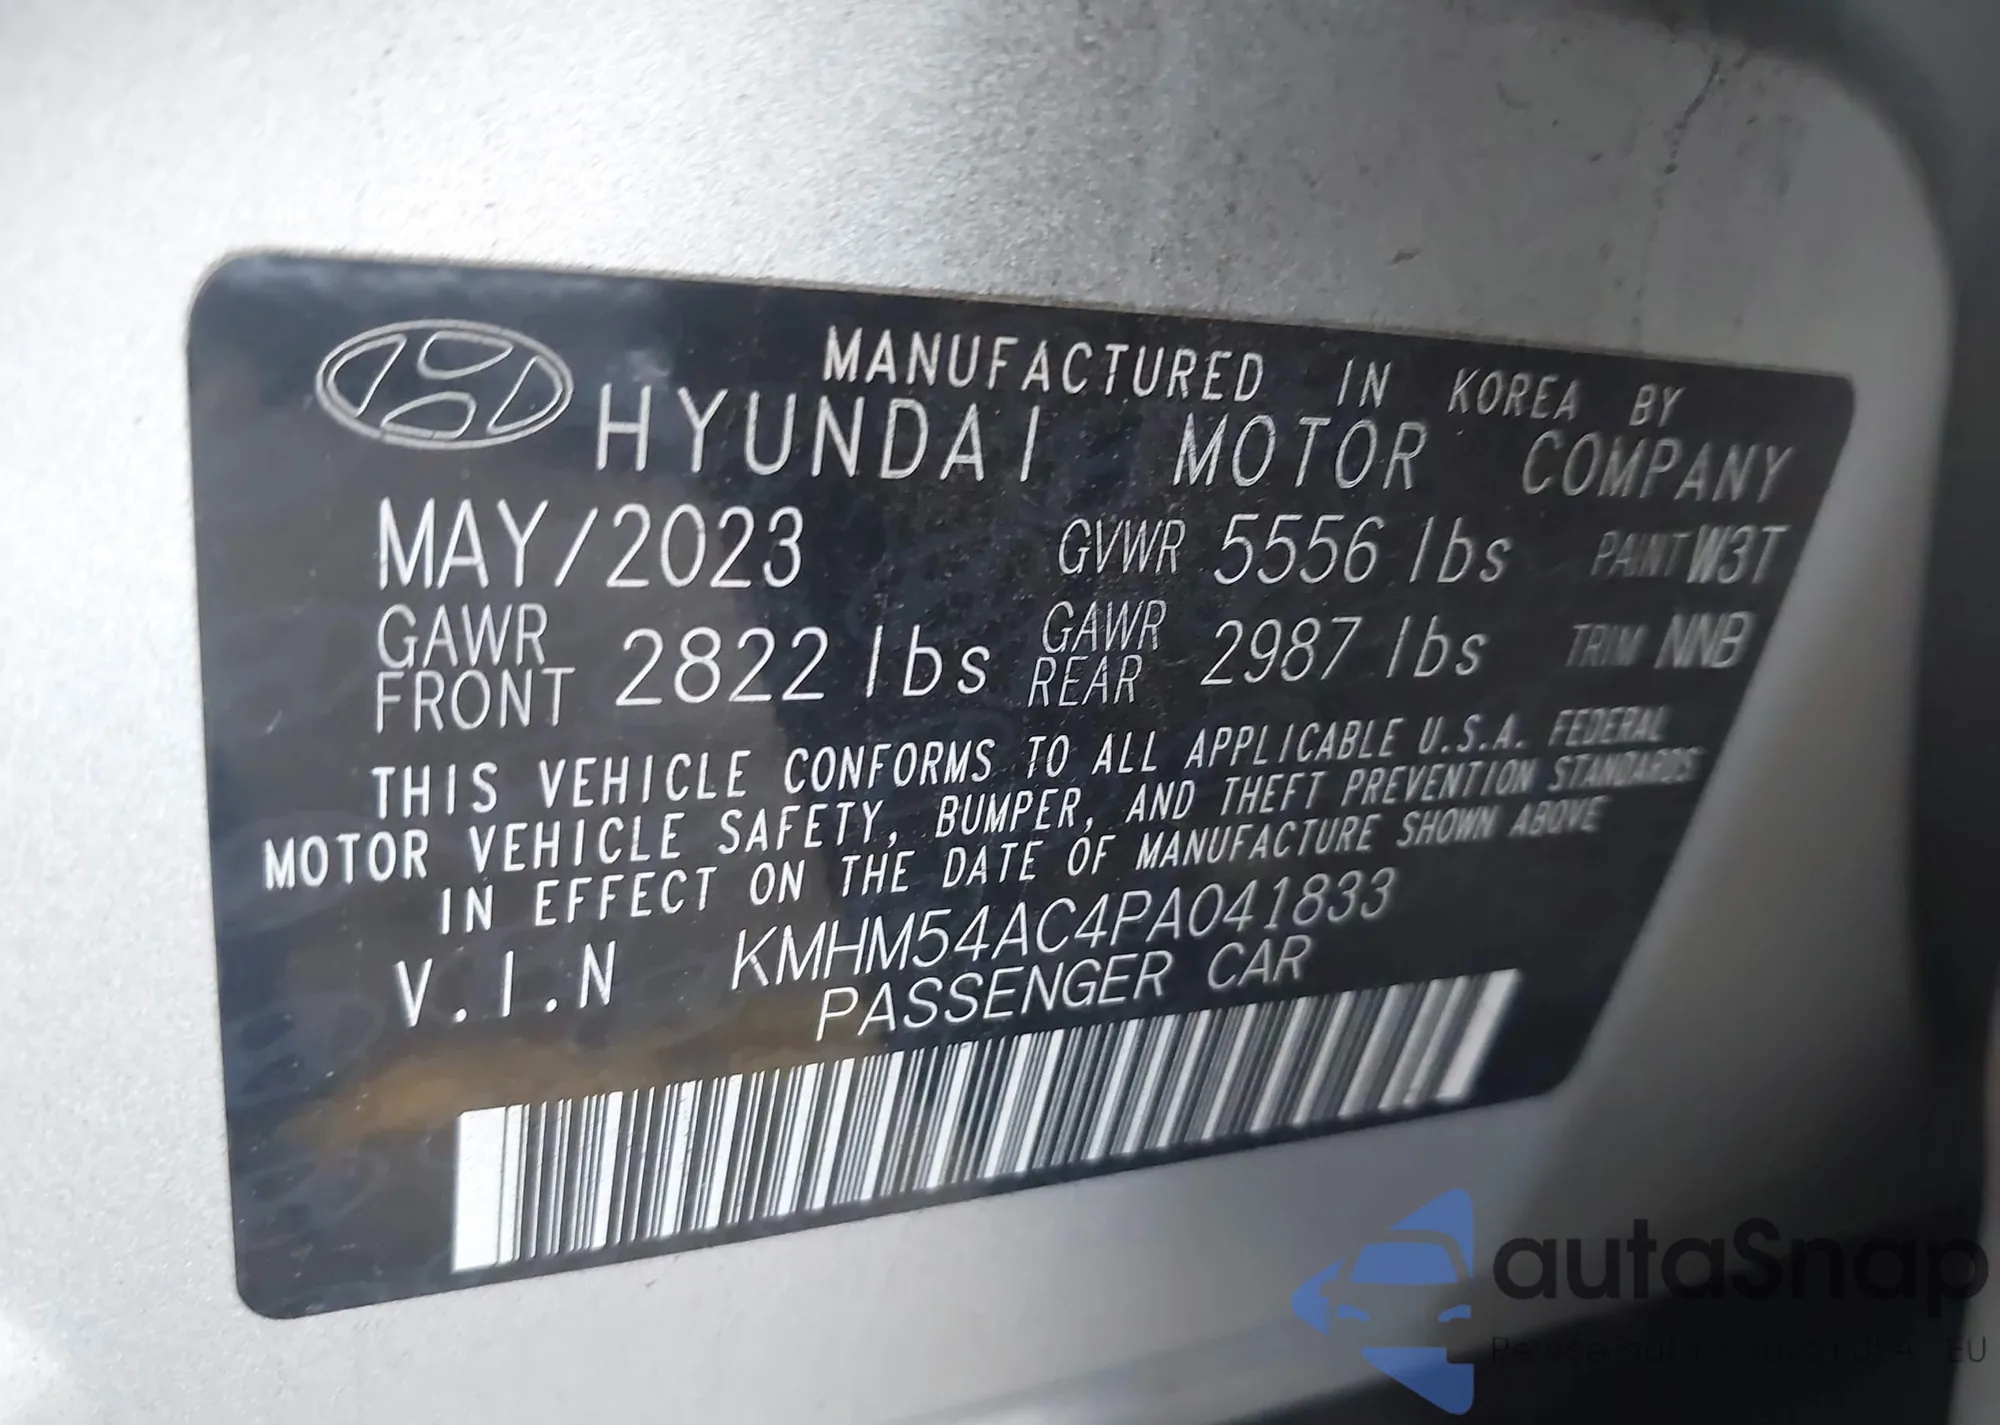 MANUFACTURED IN KOREA BY
HYUNDAI MOTOR COMPANY
MAY/2023 GVWR 5556 lbs PAINT W3T
GAWR FRONT 2822 lbs GAWR REAR 2987 lbs TRIM NNB
THIS VEHICLE CONFORMS TO ALL APPLICABLE U.S.A. FEDERAL
MOTOR VEHICLE SAFETY, BUMPER, AND THEFT PREVENTION STANDARDS
IN EFFECT ON THE DATE OF MANUFACTURE SHOWN ABOVE
V.I.N KMHM54AC4PA041833
PASSENGER CAR
autaSnap
EU